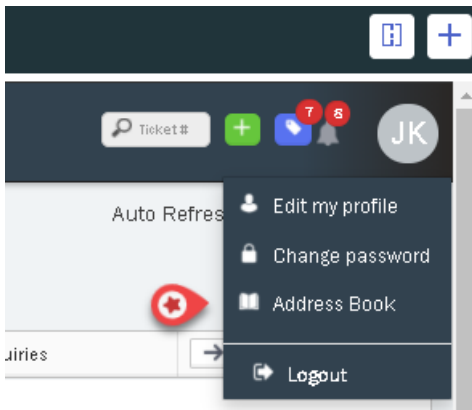 Ticket#
7
8
JK
Auto Refres
Edit my profile
Change password
Address Book
uiries
Logout